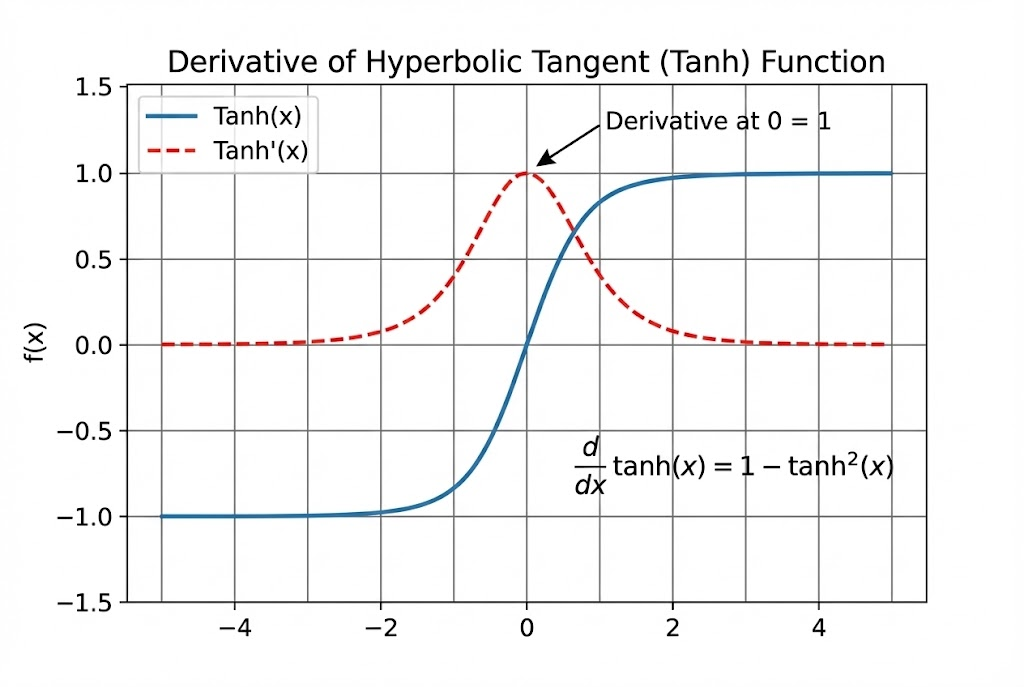 Derivative of Hyperbolic Tangent (Tanh) Function
1.5
Tanh(x)
Tanh'(x)
Derivative at 0 = 1
1.0
0.5
f(x)
0.0
−0.5
d/dx tanh(x) = 1 − tanh²(x)
−1.0
−1.5
−4 −2 0 2 4